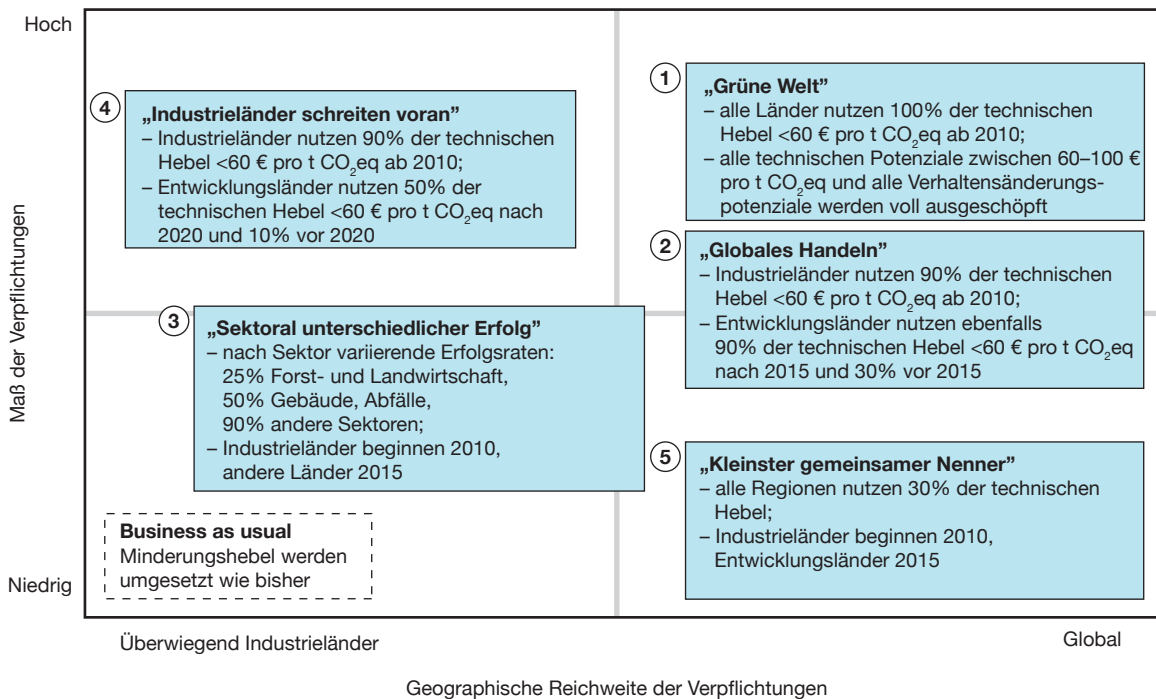 Hoch
Maß der Verpflichtungen
Niedrig
4
„Industrieländer schreiten voran”
– Industrieländer nutzen 90% der technischen
Hebel <60 € pro t CO2eq ab 2010;
– Entwicklungsländer nutzen 50% der
technischen Hebel <60 € pro t CO2eq nach
2020 und 10% vor 2020
1
„Grüne Welt”
– alle Länder nutzen 100% der technischen
Hebel <60 € pro t CO2eq ab 2010;
– alle technischen Potenziale zwischen 60–100 €
pro t CO2eq und alle Verhaltensänderungs-
potenziale werden voll ausgeschöpft
2
„Globales Handeln”
– Industrieländer nutzen 90% der technischen
Hebel <60 € pro t CO2eq ab 2010;
– Entwicklungsländer nutzen ebenfalls
90% der technischen Hebel <60 € pro t CO2eq
nach 2015 und 30% vor 2015
3
„Sektoral unterschiedlicher Erfolg”
– nach Sektor variierende Erfolgsraten:
25% Forst- und Landwirtschaft,
50% Gebäude, Abfälle,
90% andere Sektoren;
– Industrieländer beginnen 2010,
andere Länder 2015
5
„Kleinster gemeinsamer Nenner”
– alle Regionen nutzen 30% der technischen
Hebel;
– Industrieländer beginnen 2010,
Entwicklungsländer 2015
Business as usual
Minderungshebel werden
umgesetzt wie bisher
Überwiegend Industrieländer
Global
Geographische Reichweite der Verpflichtungen